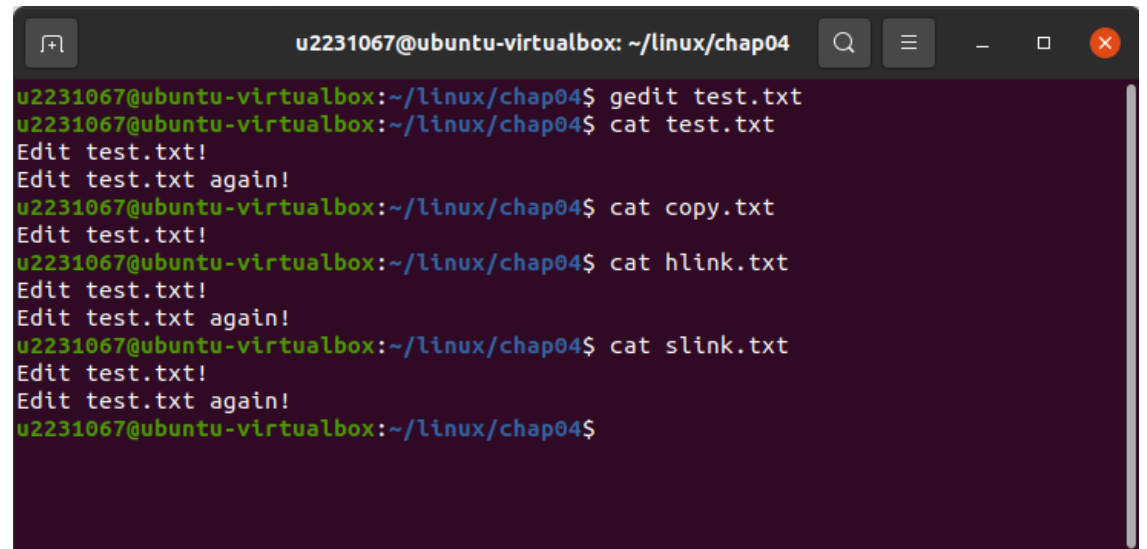 u2231067@ubuntu-virtualbox: ~/linux/chap04
u2231067@ubuntu-virtualbox:~/linux/chap04$ gedit test.txt
u2231067@ubuntu-virtualbox:~/linux/chap04$ cat test.txt
Edit test.txt!
Edit test.txt again!
u2231067@ubuntu-virtualbox:~/linux/chap04$ cat copy.txt
Edit test.txt!
u2231067@ubuntu-virtualbox:~/linux/chap04$ cat hlink.txt
Edit test.txt!
Edit test.txt again!
u2231067@ubuntu-virtualbox:~/linux/chap04$ cat slink.txt
Edit test.txt!
Edit test.txt again!
u2231067@ubuntu-virtualbox:~/linux/chap04$